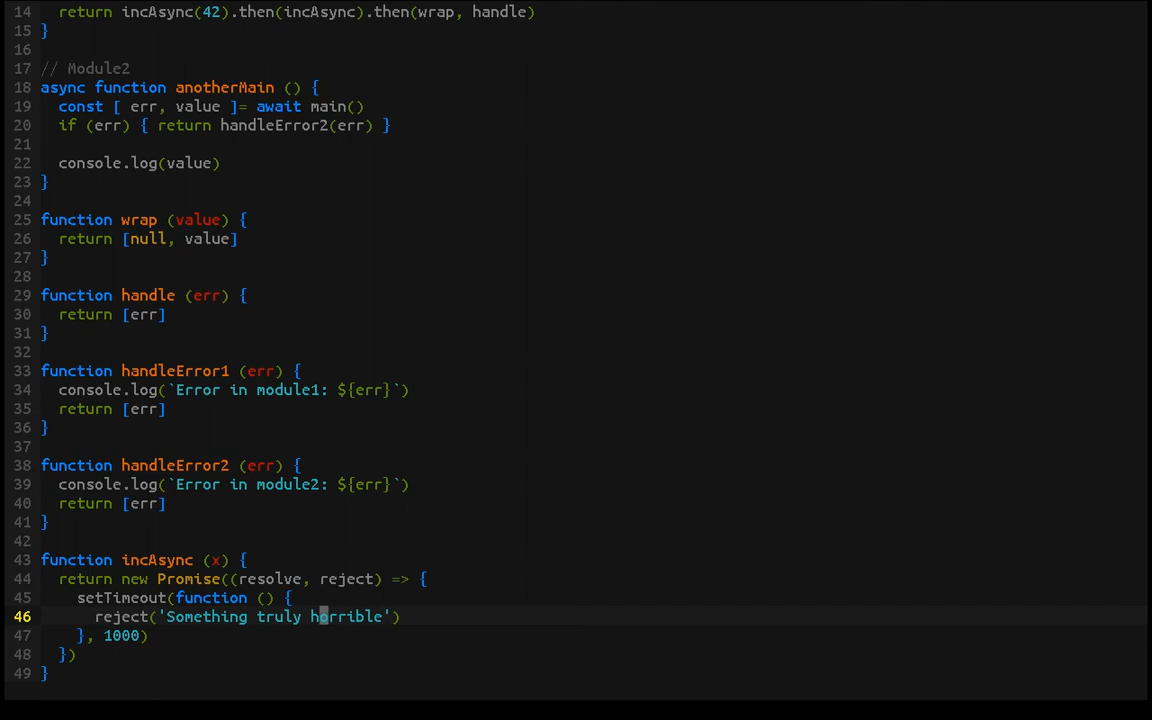 14   return incAsync(42).then(incAsync).then(wrap, handle)
15 }
16
17 // Module2
18 async function anotherMain () {
19   const [ err, value ]= await main()
20   if (err) { return handleError2(err) }
21
22   console.log(value)
23 }
24
25 function wrap (value) {
26   return [null, value]
27 }
28
29 function handle (err) {
30   return [err]
31 }
32
33 function handleError1 (err) {
34   console.log(`Error in module1: ${err}`)
35   return [err]
36 }
37
38 function handleError2 (err) {
39   console.log(`Error in module2: ${err}`)
40   return [err]
41 }
42
43 function incAsync (x) {
44   return new Promise((resolve, reject) => {
45     setTimeout(function () {
46       reject('Something truly horrible')
47     }, 1000)
48   })
49 }